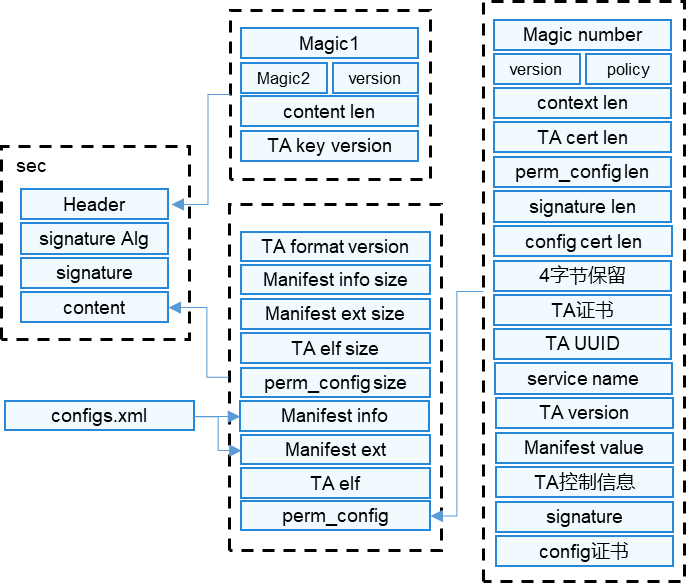 sec
Header
signature Alg
signature
content
configs.xml
Magic1
Magic2
version
content len
TA key version
TA format version
Manifest info size
Manifest ext size
TA elf size
perm_config size
Manifest info
Manifest ext
TA elf
perm_config
Magic number
version
policy
context len
TA cert len
perm_config len
signature len
config cert len
4字节保留
TA证书
TA UUID
service name
TA version
Manifest value
TA控制信息
signature
config证书